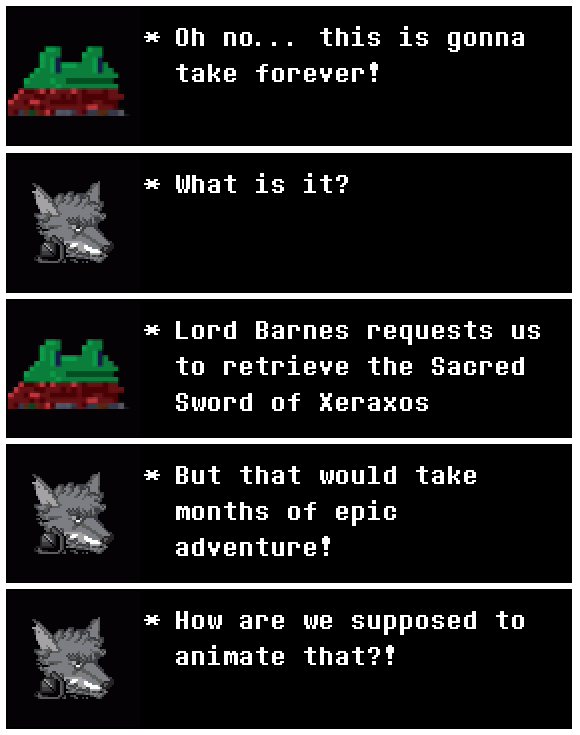 * Oh no... this is gonna
take forever!
* What is it?
* Lord Barnes requests us
to retrieve the Sacred
Sword of Xeraxos
* But that would take
months of epic
adventure!
* How are we supposed to
animate that?!